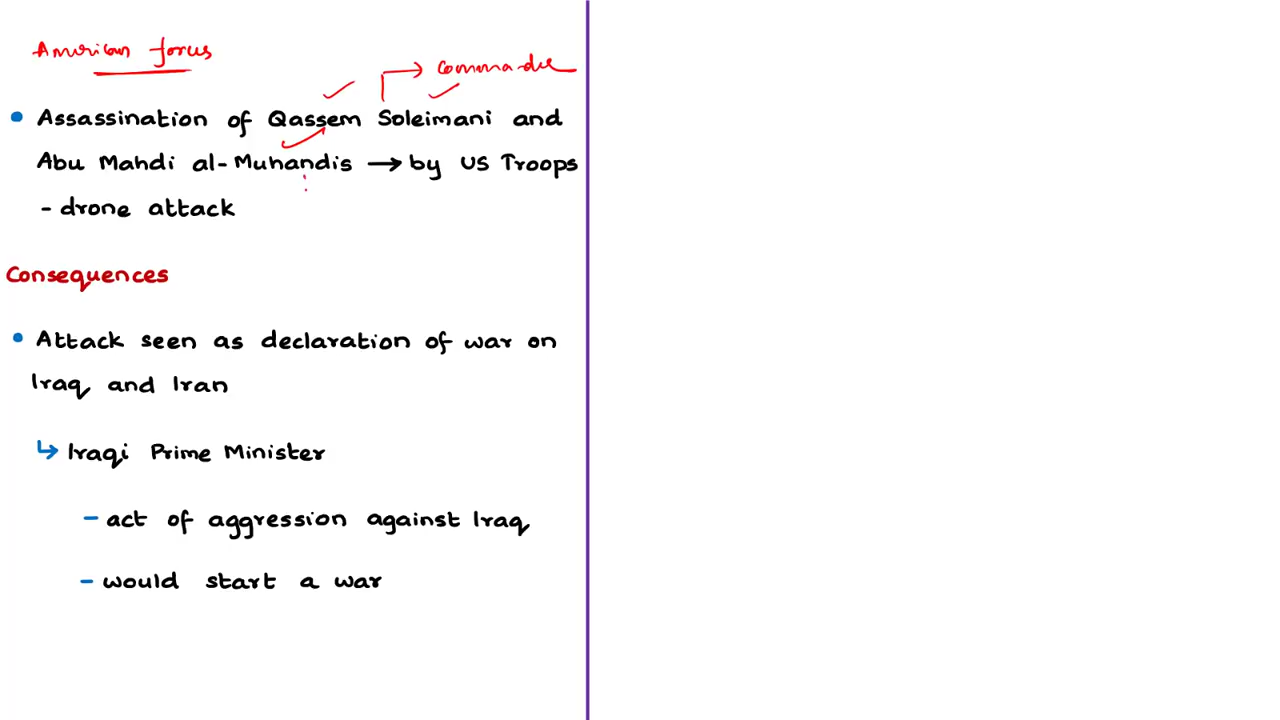 American forces
Commander
• Assassination of Qassem Soleimani and
Abu Mahdi al-Muhandis → by US Troops
- drone attack
Consequences
• Attack seen as declaration of war on
Iraq and Iran
↳ Iraqi Prime Minister
- act of aggression against Iraq
- would start a war